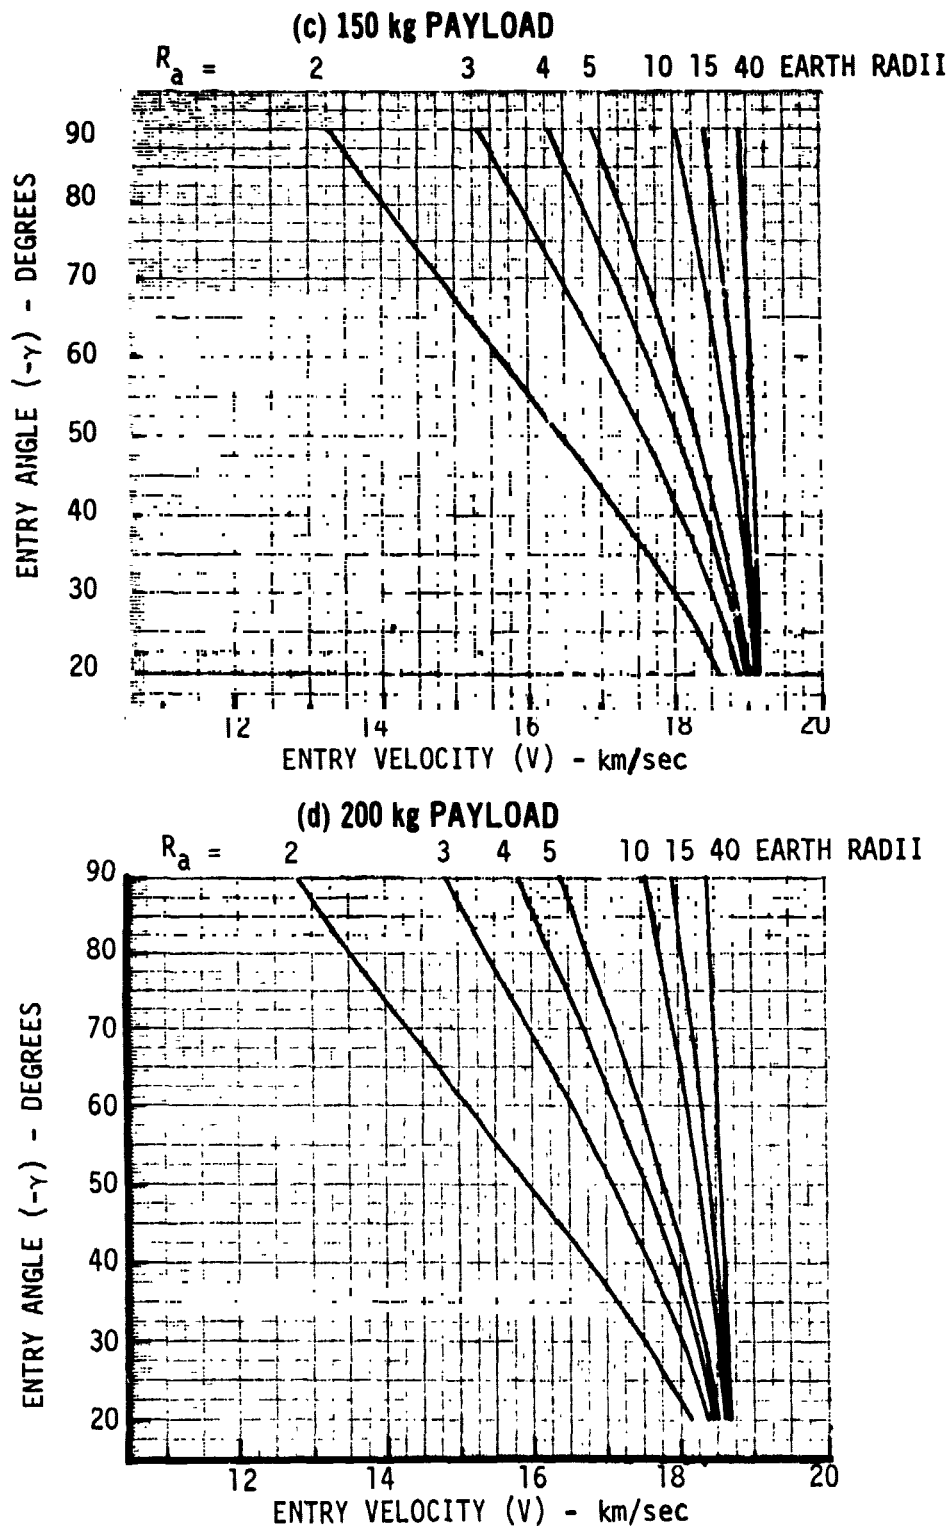 (c) 150 kg PAYLOAD
Ra = 2 3 4 5 10 15 40 EARTH RADII
90
80
70
60
50
40
30
20
ENTRY ANGLE (-γ) - DEGREES
12 14 16 18 20
ENTRY VELOCITY (V) - km/sec
(d) 200 kg PAYLOAD
Ra = 2 3 4 5 10 15 40 EARTH RADII
90
80
70
60
50
40
30
20
ENTRY ANGLE (-γ) - DEGREES
12 14 16 18 20
ENTRY VELOCITY (V) - km/sec